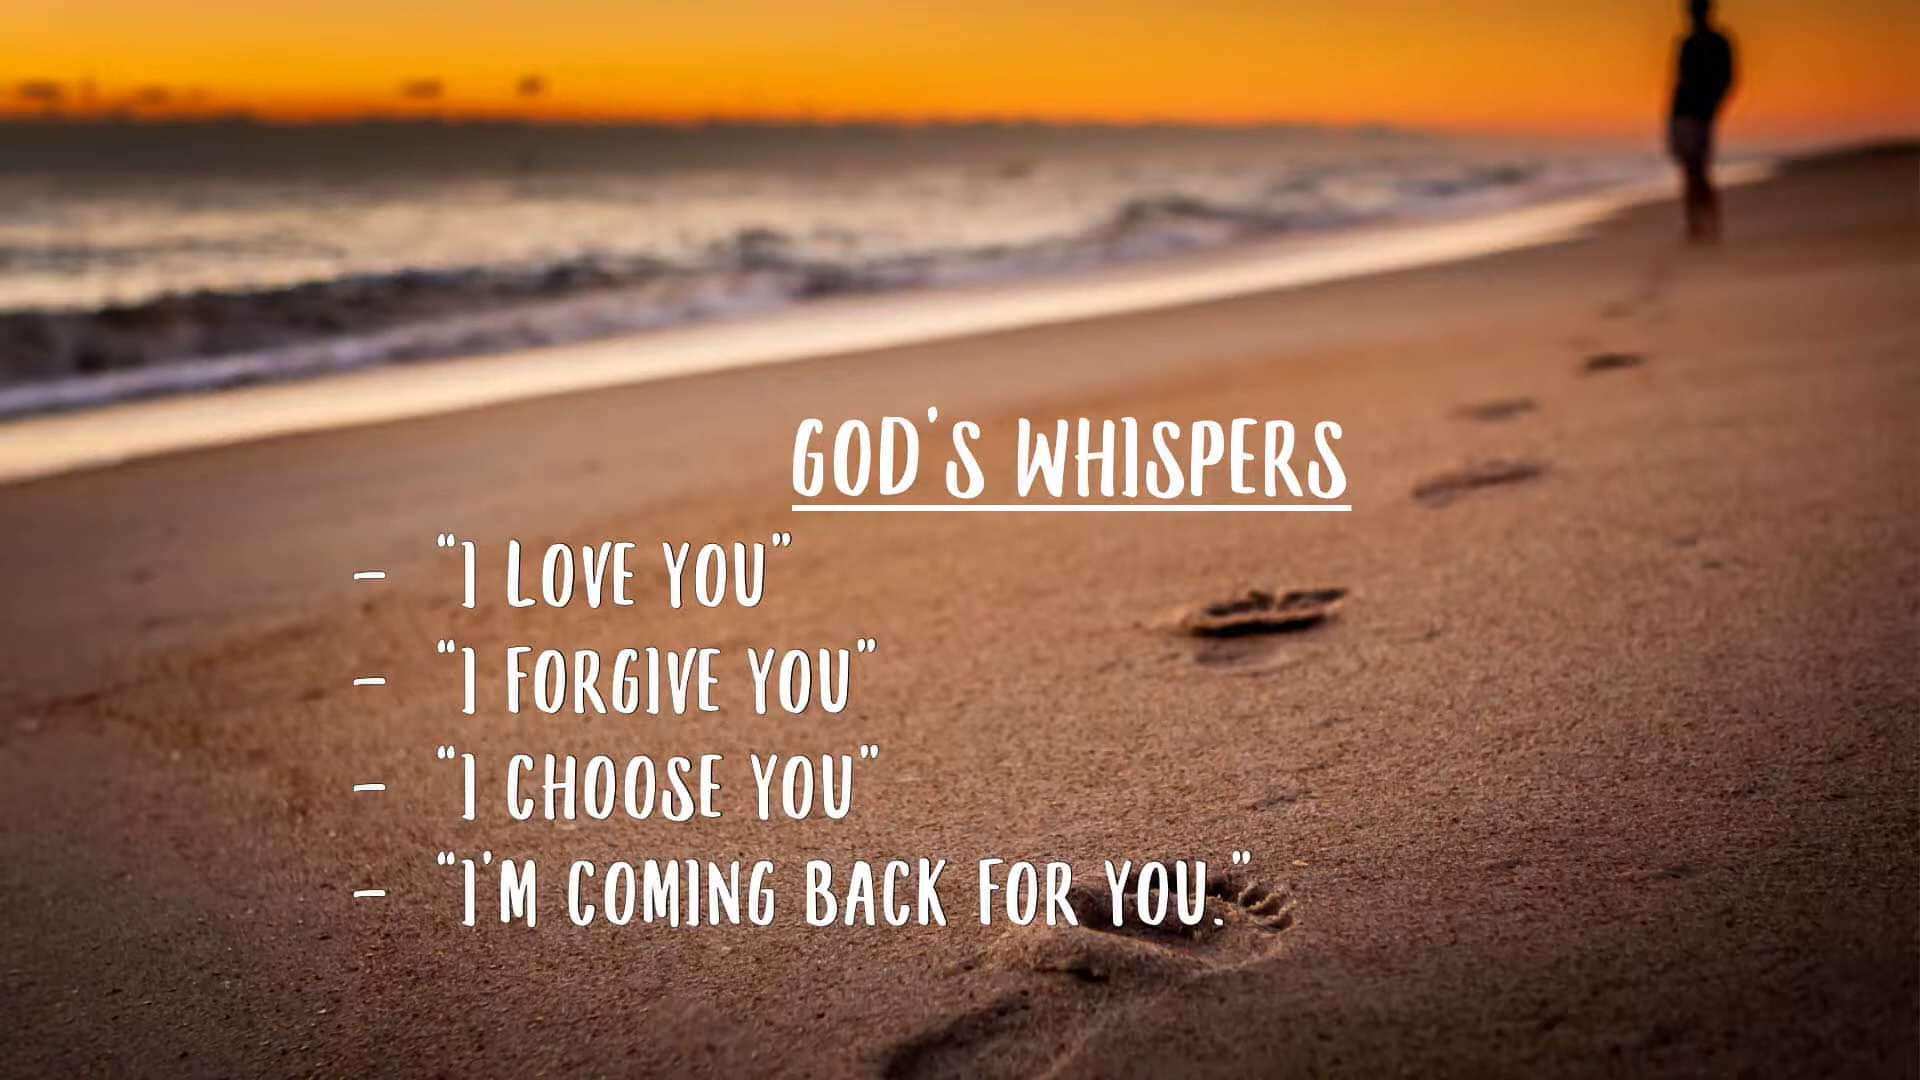 GOD'S WHISPERS
- "I LOVE YOU"
- "I FORGIVE YOU"
- "I CHOOSE YOU"
- "I'M COMING BACK FOR YOU."